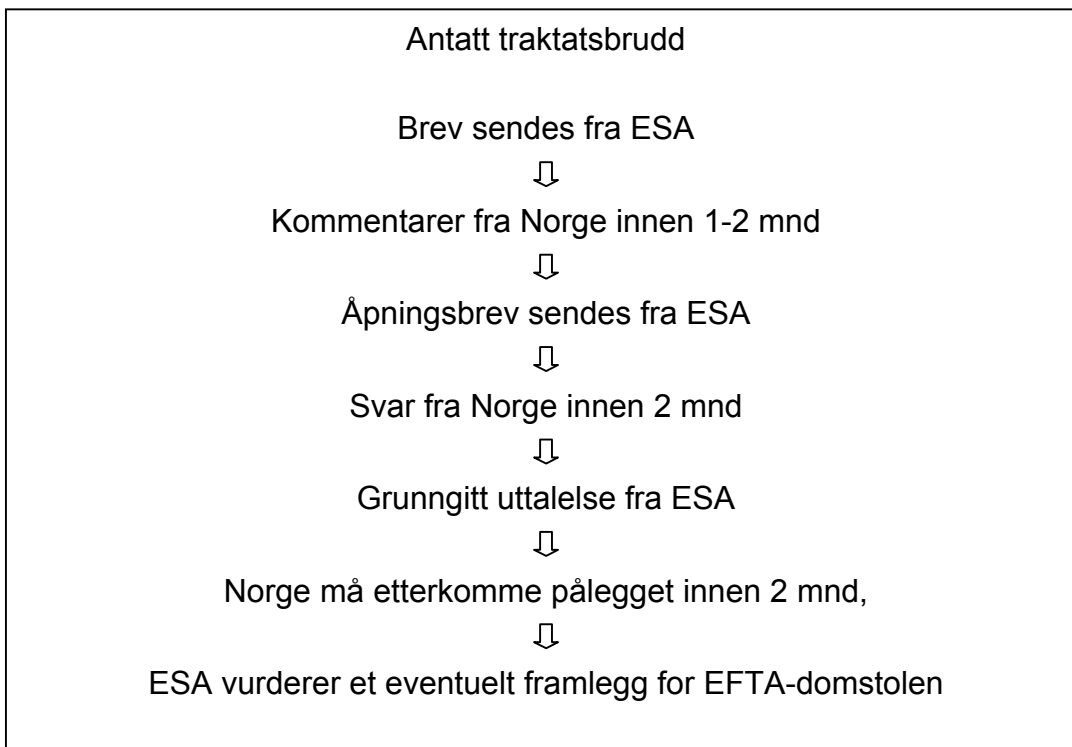 Antatt traktatsbrudd
Brev sendes fra ESA
⇩
Kommentarer fra Norge innen 1-2 mnd
⇩
Åpningsbrev sendes fra ESA
⇩
Svar fra Norge innen 2 mnd
⇩
Grunngitt uttalelse fra ESA
⇩
Norge må etterkomme pålegget innen 2 mnd,
⇩
ESA vurderer et eventuelt framlegg for EFTA-domstolen